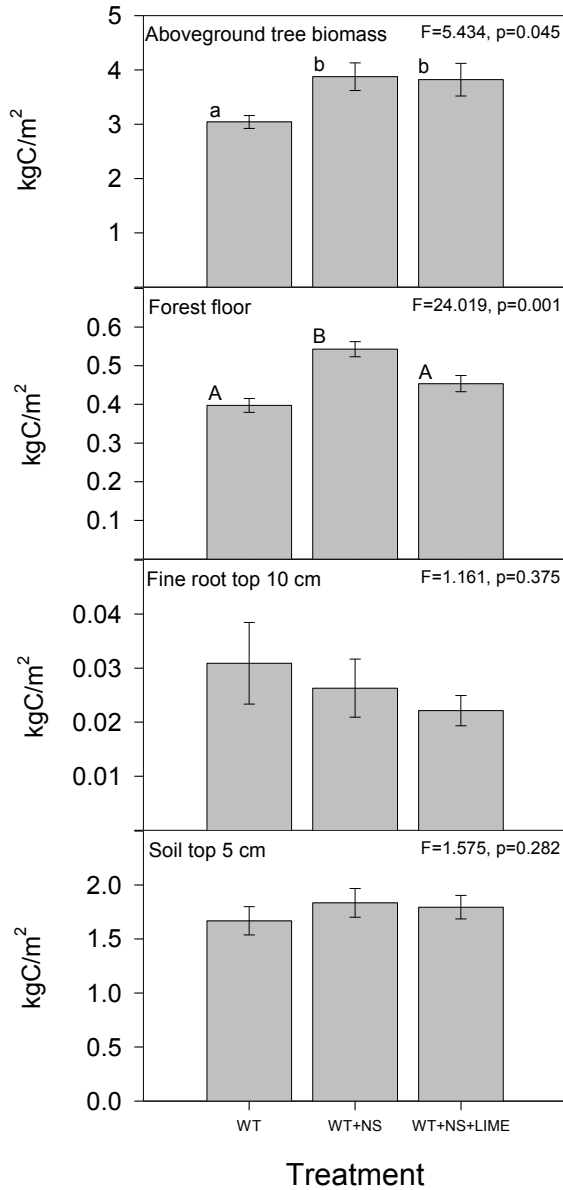 5
Aboveground tree biomass
F=5.434, p=0.045
4
b
b
a
3
kgC/m²
2
1
Forest floor
F=24.019, p=0.001
0.6
B
0.5
A
A
0.4
kgC/m²
0.3
0.2
0.1
Fine root top 10 cm
F=1.161, p=0.375
0.04
0.03
kgC/m²
0.02
0.01
Soil top 5 cm
F=1.575, p=0.282
2.0
1.5
kgC/m²
1.0
0.5
0.0
WT WT+NS WT+NS+LIME
Treatment